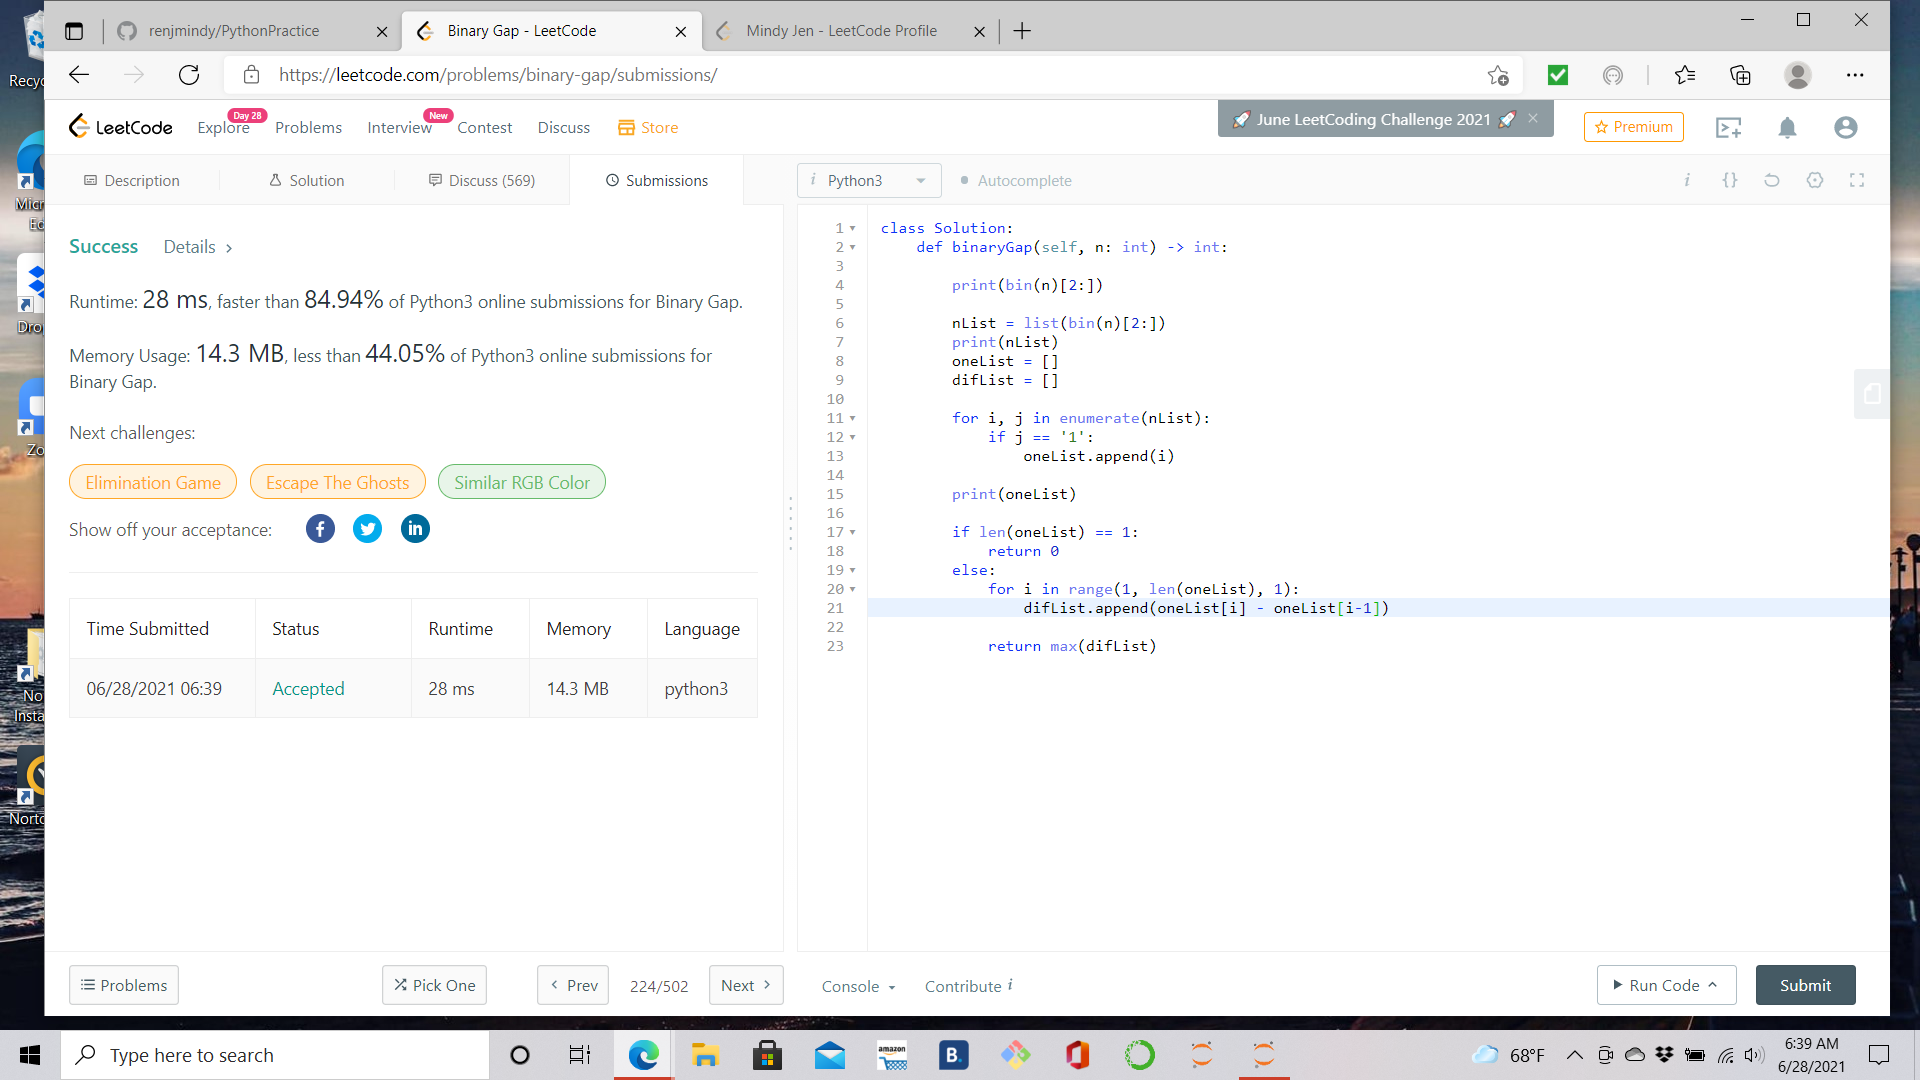 renjmindy/PythonPractice
Binary Gap - LeetCode
Mindy Jen - LeetCode Profile
https://leetcode.com/problems/binary-gap/submissions/
LeetCode
Explore
Day 28
Problems
Interview
New
Contest
Discuss
Store
🚀 June LeetCoding Challenge 2021 🚀
Premium
Description
Solution
Discuss (569)
Submissions
i Python3
Autocomplete
Success
Details >
Runtime: 28 ms, faster than 84.94% of Python3 online submissions for Binary Gap.
Memory Usage: 14.3 MB, less than 44.05% of Python3 online submissions for
Binary Gap.
Next challenges:
Elimination Game
Escape The Ghosts
Similar RGB Color
Show off your acceptance:
Time Submitted Status Runtime Memory Language
06/28/2021 06:39 Accepted 28 ms 14.3 MB python3
1 class Solution:
2 def binaryGap(self, n: int) -> int:
3
4 print(bin(n)[2:])
5
6 nList = list(bin(n)[2:])
7 print(nList)
8 oneList = []
9 difList = []
10
11 for i, j in enumerate(nList):
12 if j == '1':
13 oneList.append(i)
14
15 print(oneList)
16
17 if len(oneList) == 1:
18 return 0
19 else:
20 for i in range(1, len(oneList), 1):
21 difList.append(oneList[i] - oneList[i-1])
22
23 return max(difList)
Problems
Pick One
< Prev
224/502
Next >
Console
Contribute i
Run Code
Submit
Recyc
Micr
Ed
Dro
Zo
No
Insta
Norto
Type here to search
amazon
B.
68°F
6:39 AM
6/28/2021